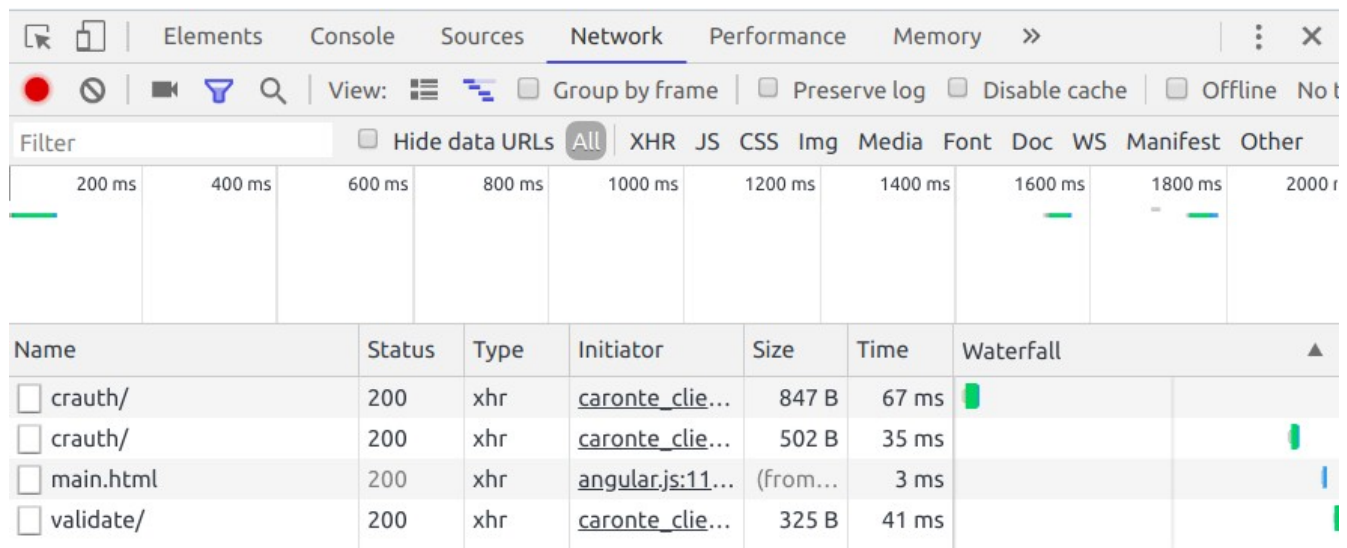 Elements Console Sources Network Performance Memory »
View: Group by frame Preserve log Disable cache Offline No t
Filter Hide data URLs All XHR JS CSS Img Media Font Doc WS Manifest Other
200 ms 400 ms 600 ms 800 ms 1000 ms 1200 ms 1400 ms 1600 ms 1800 ms 2000 r
Name Status Type Initiator Size Time Waterfall ▲
crauth/ 200 xhr caronte_clie... 847 B 67 ms
crauth/ 200 xhr caronte_clie... 502 B 35 ms
main.html 200 xhr angular.js:11... (from... 3 ms
validate/ 200 xhr caronte_clie... 325 B 41 ms